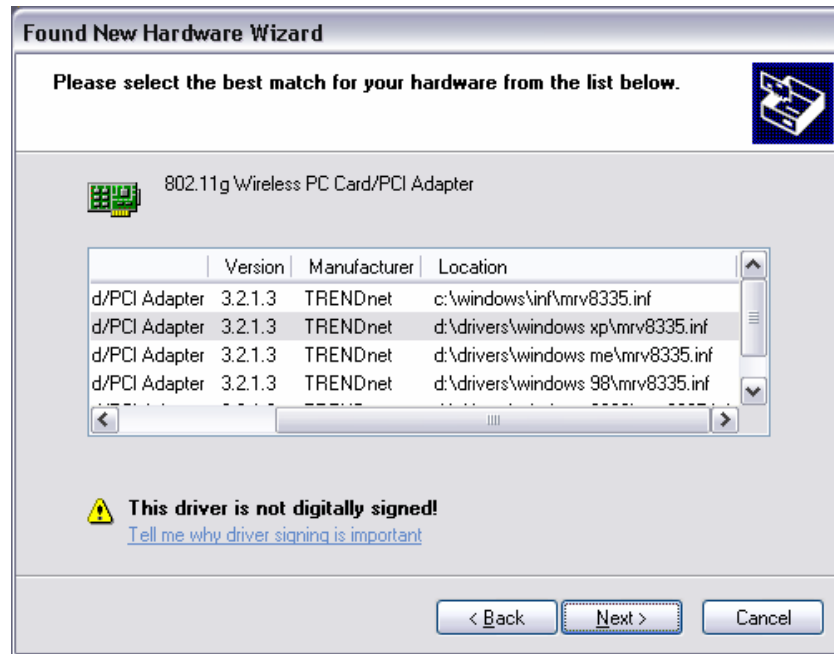 Found New Hardware Wizard
Please select the best match for your hardware from the list below.
802.11g Wireless PC Card/PCI Adapter
Version Manufacturer Location
d/PCI Adapter 3.2.1.3 TRENDnet c:\windows\inf\mrv8335.inf
d/PCI Adapter 3.2.1.3 TRENDnet d:\drivers\windows xp\mrv8335.inf
d/PCI Adapter 3.2.1.3 TRENDnet d:\drivers\windows me\mrv8335.inf
d/PCI Adapter 3.2.1.3 TRENDnet d:\drivers\windows 98\mrv8335.inf
This driver is not digitally signed!
Tell me why driver signing is important
< Back Next > Cancel